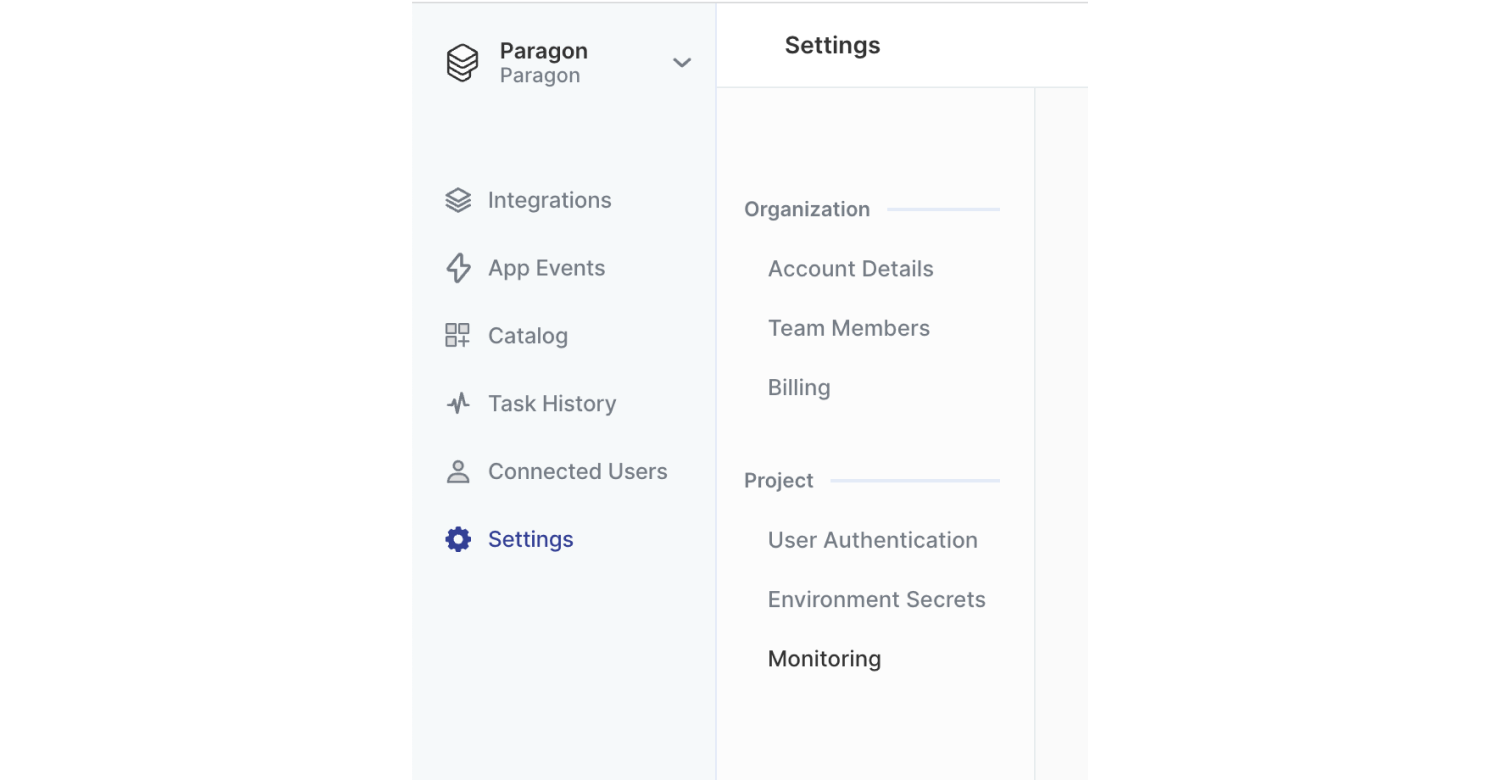 Paragon
Paragon
Integrations
App Events
Catalog
Task History
Connected Users
Settings
Settings
Organization
Account Details
Team Members
Billing
Project
User Authentication
Environment Secrets
Monitoring